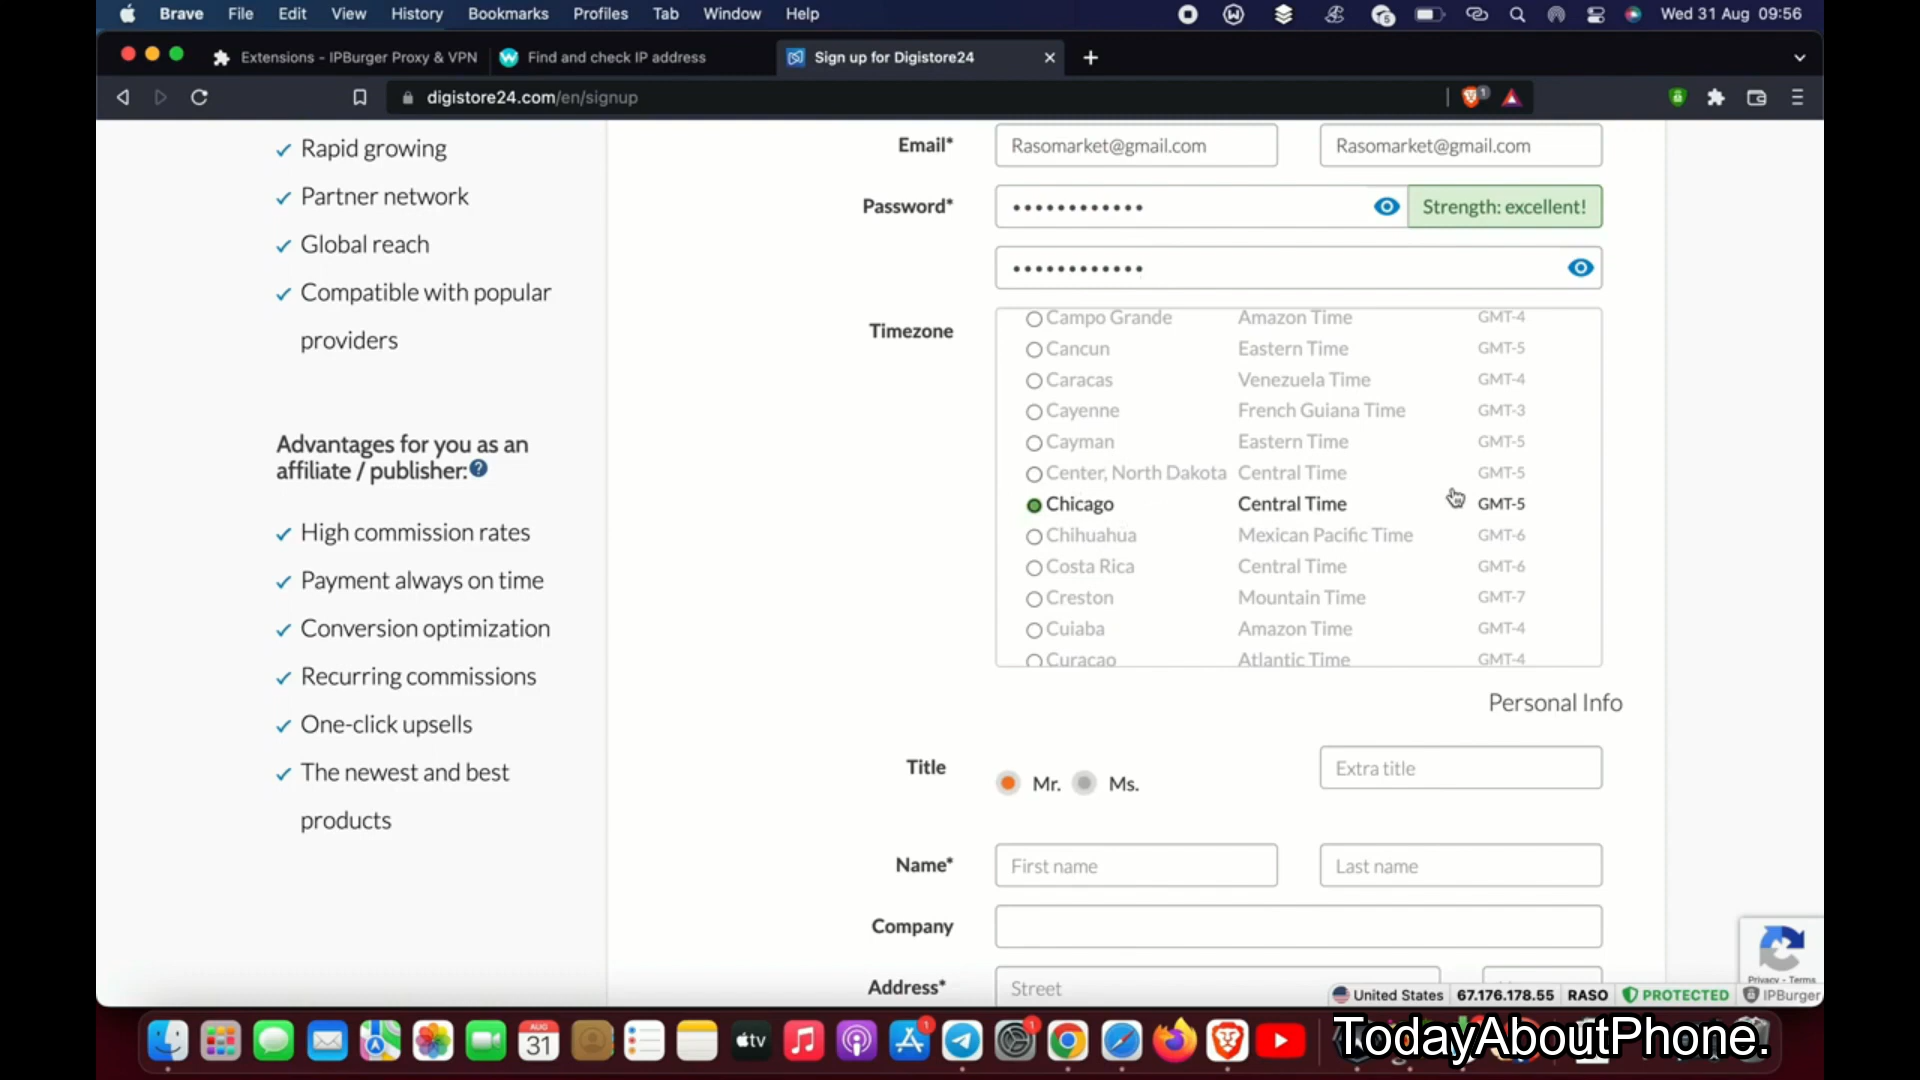 Brave File Edit View History Bookmarks Profiles Tab Window Help Wed 31 Aug 09:56
Extensions - IPBurger Proxy & VPN Find and check IP address Sign up for Digistore24
digistore24.com/en/signup 1
Rapid growing
Partner network
Global reach
Compatible with popular
providers
Advantages for you as an
affiliate / publisher: ?
High commission rates
Payment always on time
Conversion optimization
Recurring commissions
One-click upsells
The newest and best
products
Email* Rasomarket@gmail.com Rasomarket@gmail.com
Password* •••••••••••• Strength: excellent!
••••••••••••
Timezone
Campo Grande Amazon Time GMT-4
Cancun Eastern Time GMT-5
Caracas Venezuela Time GMT-4
Cayenne French Guiana Time GMT-3
Cayman Eastern Time GMT-5
Center, North Dakota Central Time GMT-5
Chicago Central Time GMT-5
Chihuahua Mexican Pacific Time GMT-6
Costa Rica Central Time GMT-6
Creston Mountain Time GMT-7
Cuiaba Amazon Time GMT-4
Curacao Atlantic Time GMT-4
Personal Info
Title Mr. Ms. Extra title
Name* First name Last name
Company
Address* Street
Privacy - Terms
United States 67.176.178.55 RASO PROTECTED IPBurger
AUG
31
tv
1
1
TodayAboutPhone.